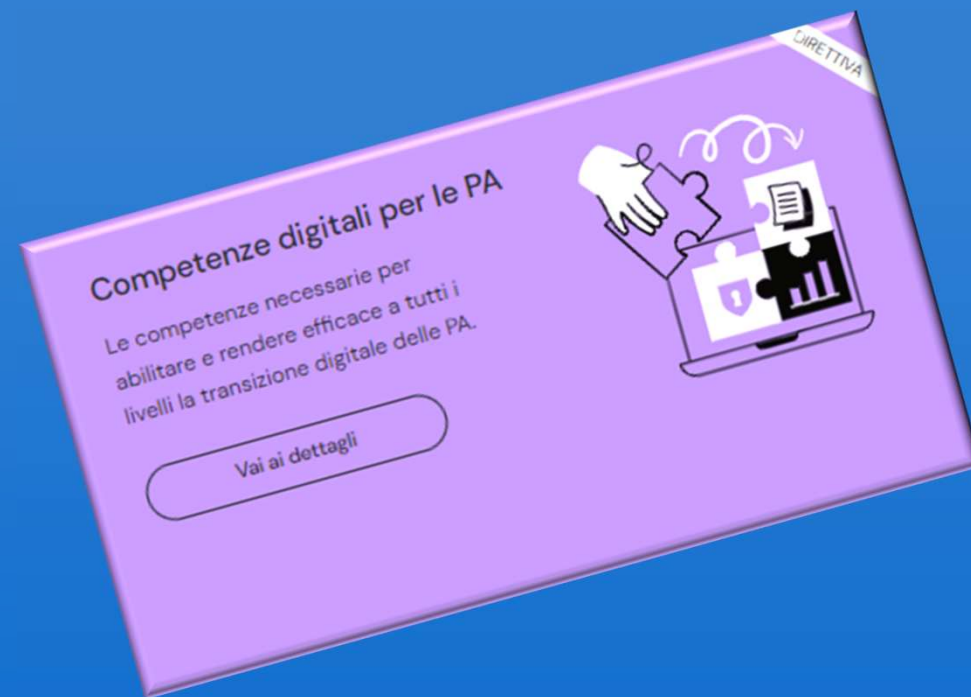 DIRETTIVA
Competenze digitali per le PA
Le competenze necessarie per
abilitare e rendere efficace a tutti i
livelli la transizione digitale delle PA.
Vai ai dettagli